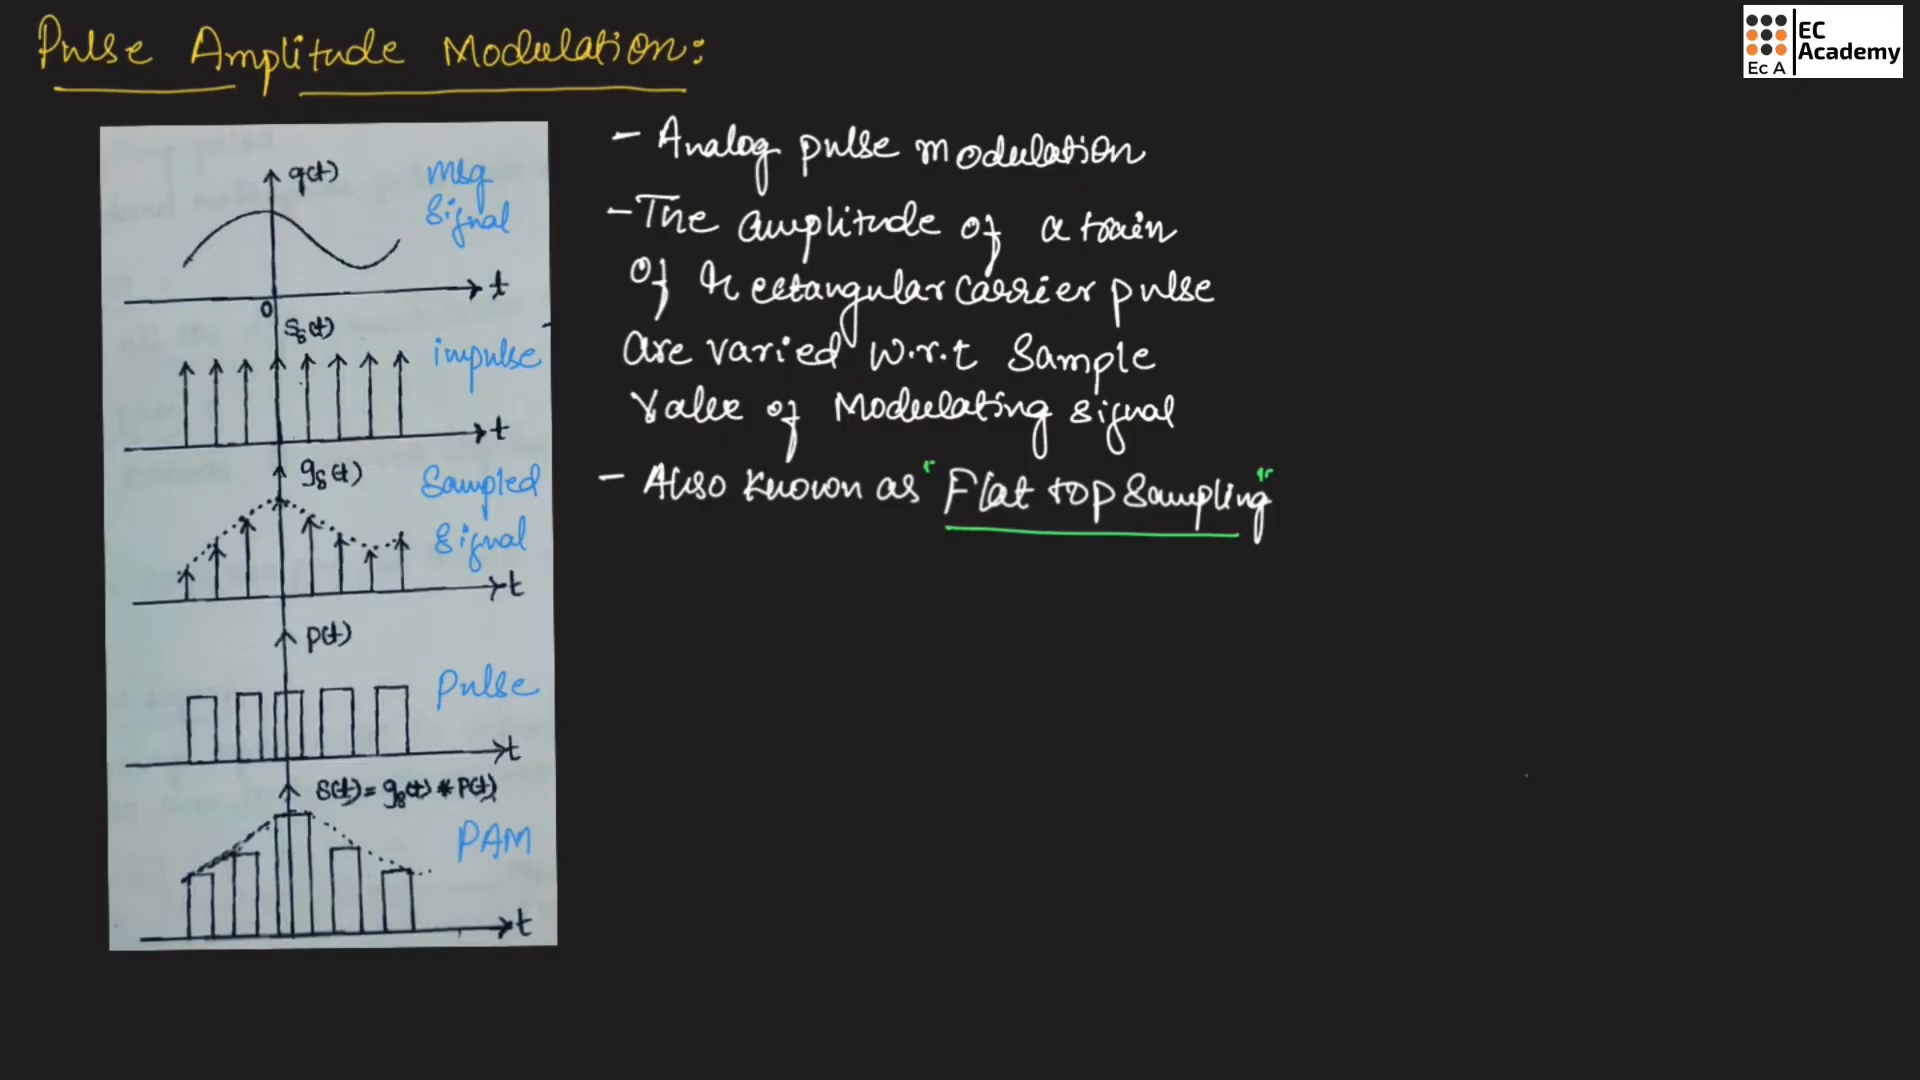 Pulse Amplitude Modulation:
EC
Academy
Ec A
g(t)
Msg
Signal
t
0
Sδ(t)
impulse
t
gδ(t)
Sampled
Signal
t
p(t)
Pulse
t
S(t) = gδ(t) * P(t)
PAM
t
- Analog pulse modulation
- The amplitude of a train
of Rectangular carrier pulse
are varied w.r.t Sample
Value of Modulating signal
- Also known as "Flat top Sampling"